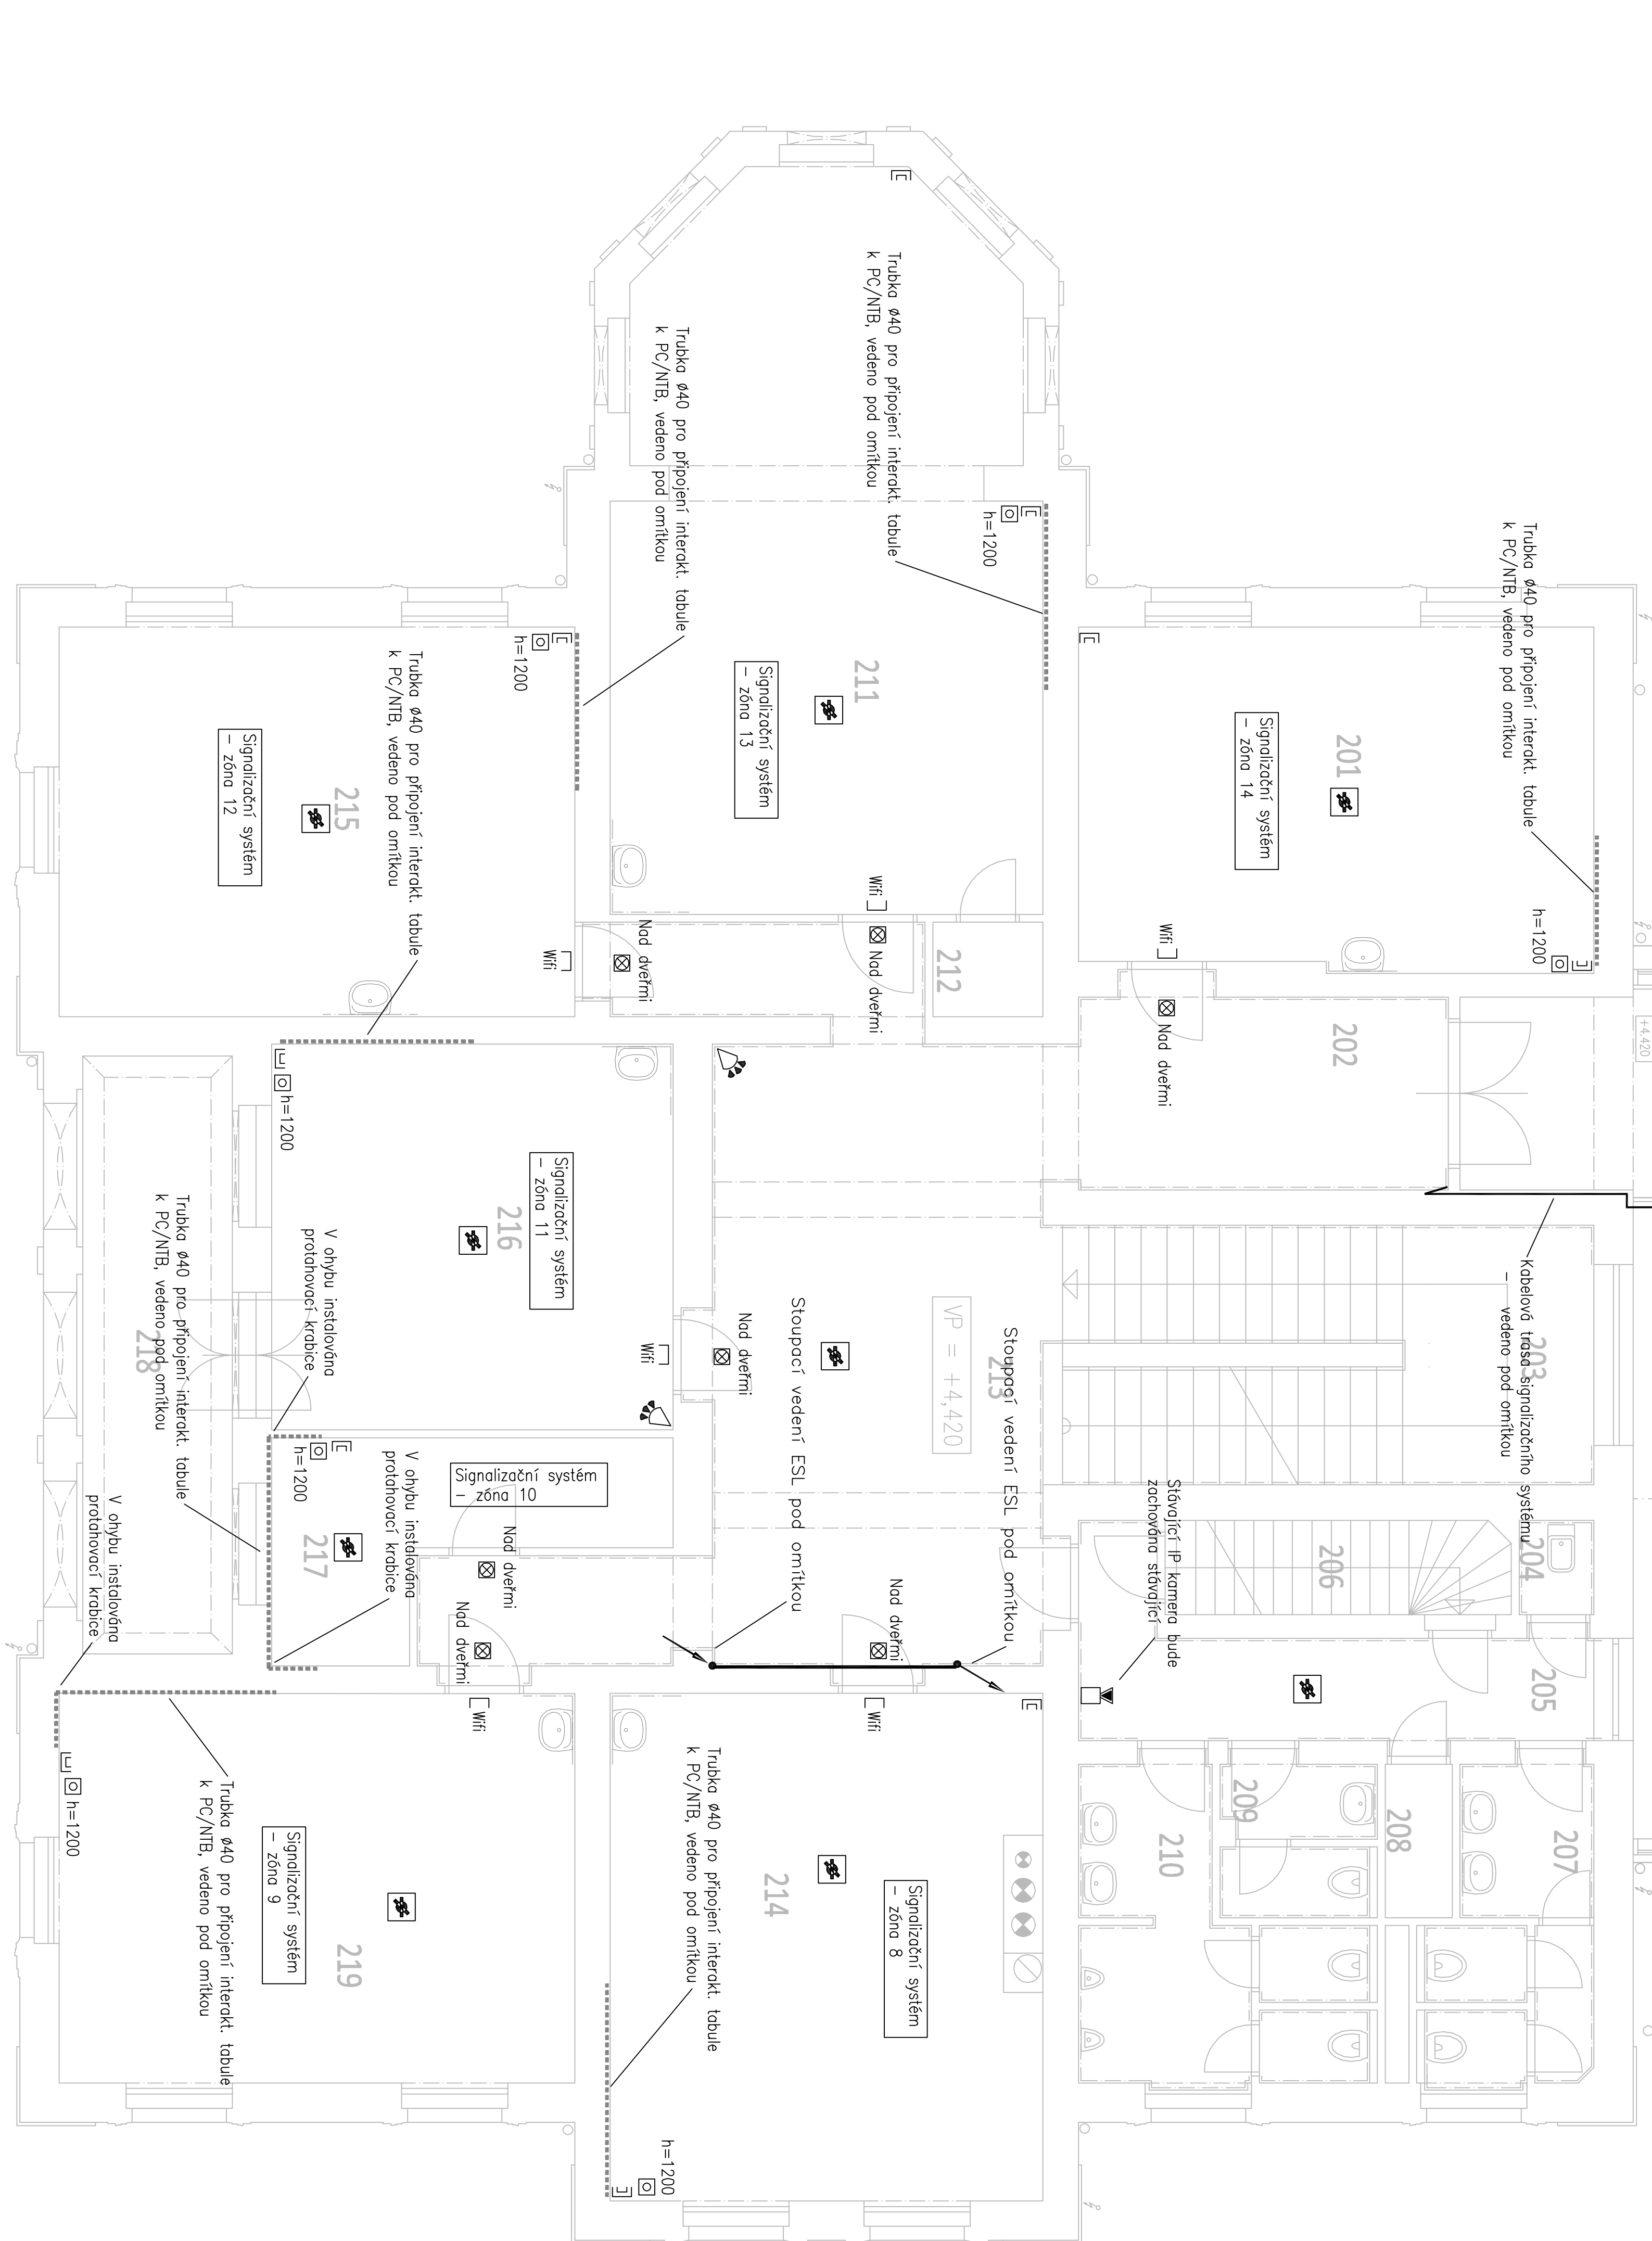 Trubka ø40 pro připojení interakt. tabule
k PC/NTB, vedeno pod omítkou
201
Signalizační systém
– zóna 14
h=1200
Wifi
Nad dveřmi
202
+4.420
Kabelová trasa signalizačního systému
– vedeno pod omítkou
203
204
205
206
Stávající IP kamera bude
zachována stávající
207
208
209
210
Trubka ø40 pro připojení interakt. tabule
k PC/NTB, vedeno pod omítkou
h=1200
211
Signalizační systém
– zóna 13
Wifi
Nad dveřmi
212
Trubka ø40 pro připojení interakt. tabule
k PC/NTB, vedeno pod omítkou
h=1200
215
Signalizační systém
– zóna 12
Wifi
Nad dveřmi
213
VP = +4,420
Stoupací vedení ESL pod omítkou
Stoupací vedení ESL pod omítkou
Nad dveřmi
Wifi
214
Signalizační systém
– zóna 8
Trubka ø40 pro připojení interakt. tabule
k PC/NTB, vedeno pod omítkou
h=1200
Trubka ø40 pro připojení interakt. tabule
k PC/NTB, vedeno pod omítkou
h=1200
216
Signalizační systém
– zóna 11
Wifi
Nad dveřmi
V ohybu instalována
protahovací krabice
Trubka ø40 pro připojení interakt. tabule
k PC/NTB, vedeno pod omítkou
218
h=1200
217
Signalizační systém
– zóna 10
V ohybu instalována
protahovací krabice
Nad dveřmi
Nad dveřmi
Wifi
V ohybu instalována
protahovací krabice
h=1200
Trubka ø40 pro připojení interakt. tabule
k PC/NTB, vedeno pod omítkou
Signalizační systém
– zóna 9
219